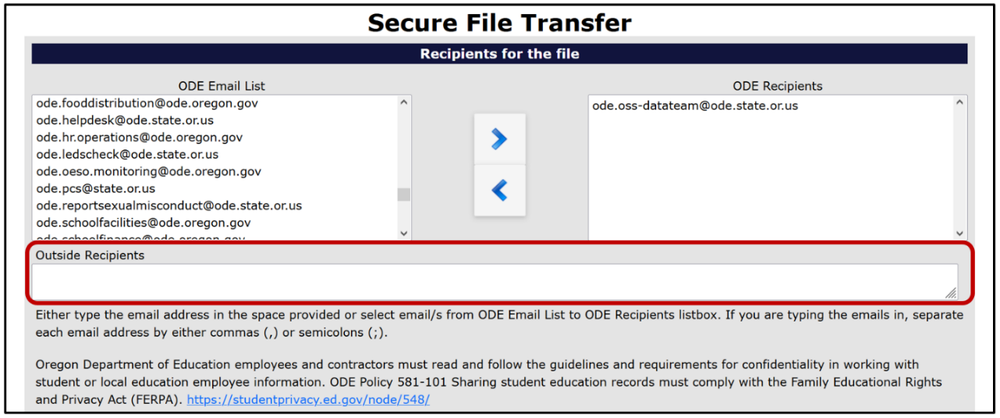 Secure File Transfer
Recipients for the file
ODE Email List
ode.fooddistribution@ode.oregon.gov
ode.helpdesk@ode.state.or.us
ode.hr.operations@ode.oregon.gov
ode.ledscheck@ode.state.or.us
ode.oeso.monitoring@ode.oregon.gov
ode.pcs@state.or.us
ode.reportsexualmisconduct@ode.state.or.us
ode.schoolfacilities@ode.oregon.gov
ode.schoolfinance@ode.oregon.gov
ODE Recipients
ode.oss-datateam@ode.state.or.us
Outside Recipients
Either type the email address in the space provided or select email/s from ODE Email List to ODE Recipients listbox. If you are typing the emails in, separate
each email address by either commas (,) or semicolons (;).
Oregon Department of Education employees and contractors must read and follow the guidelines and requirements for confidentiality in working with
student or local education employee information. ODE Policy 581-101 Sharing student education records must comply with the Family Educational Rights
and Privacy Act (FERPA). https://studentprivacy.ed.gov/node/548/